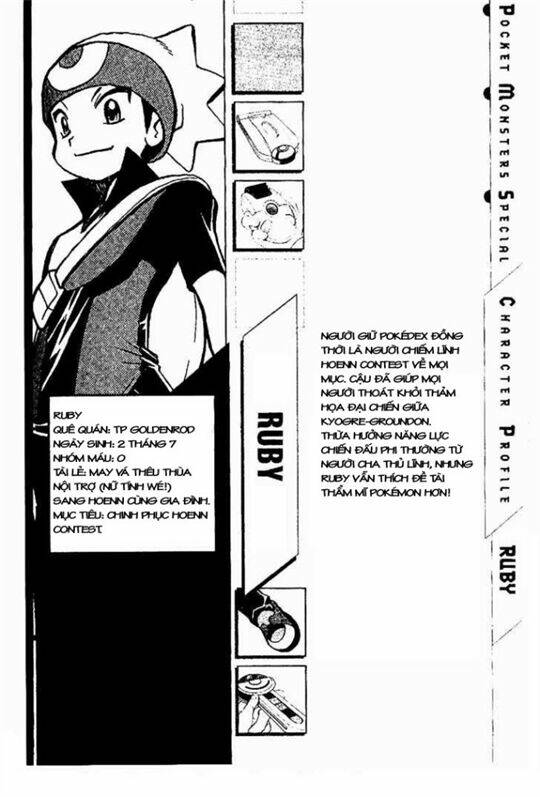 POCKET MONSTERS SPECIAL CHARACTER PROFILE RUBY
NGƯỜI GIỮ POKÉDEX ĐỒNG
THỜI LÀ NGƯỜI CHIẾM LĨNH
HOENN CONTEST VỀ MỌI
MỤC. CẬU ĐÃ GIÚP MỌI
NGƯỜI THOÁT KHỎI THẢM
HỌA ĐẠI CHIẾN GIỮA
KYOGRE-GROUNDON.
THỪA HƯỞNG NĂNG LỰC
CHIẾN ĐẤU PHI THƯỜNG TỪ
NGƯỜI CHA THỦ LĨNH, NHƯNG
RUBY VẪN THÍCH ĐỀ TÀI
THẨM MĨ POKÉMON HƠN!
RUBY
RUBY
QUÊ QUÁN: TP GOLDENROD
NGÀY SINH: 2 THÁNG 7
NHÓM MÁU: O
TÀI LẺ: MAY VÁ THÊU THÙA
NỘI TRỢ (NỮ TÍNH WÉ!)
SANG HOENN CÙNG GIA ĐÌNH.
MỤC TIÊU: CHINH PHỤC HOENN
CONTEST.